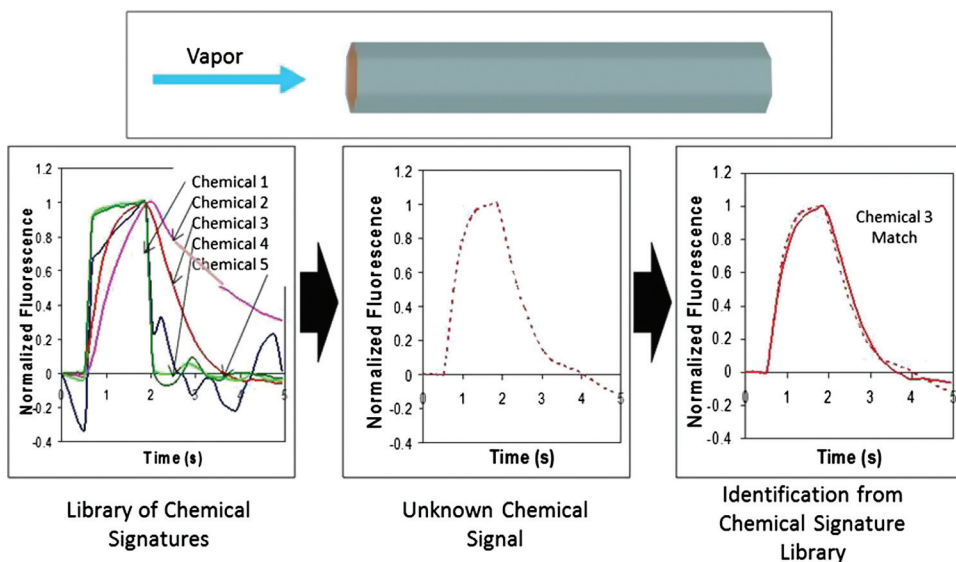 Vapor
1.2
1
0.8
0.6
0.4
0.2
0
-0.2
-0.4
Normalized Fluorescence
0 1 2 3 4 5
Time (s)
Chemical 1
Chemical 2
Chemical 3
Chemical 4
Chemical 5
1.2
1
0.8
0.6
0.4
0.2
0
-0.2
-0.4
Normalized Fluorescence
0 1 2 3 4 5
Time (s)
1.2
1
0.8
0.6
0.4
0.2
0
-0.2
-0.4
Normalized Fluorescence
0 1 2 3 4 5
Time (s)
Chemical 3
Match
Library of Chemical
Signatures
Unknown Chemical
Signal
Identification from
Chemical Signature
Library